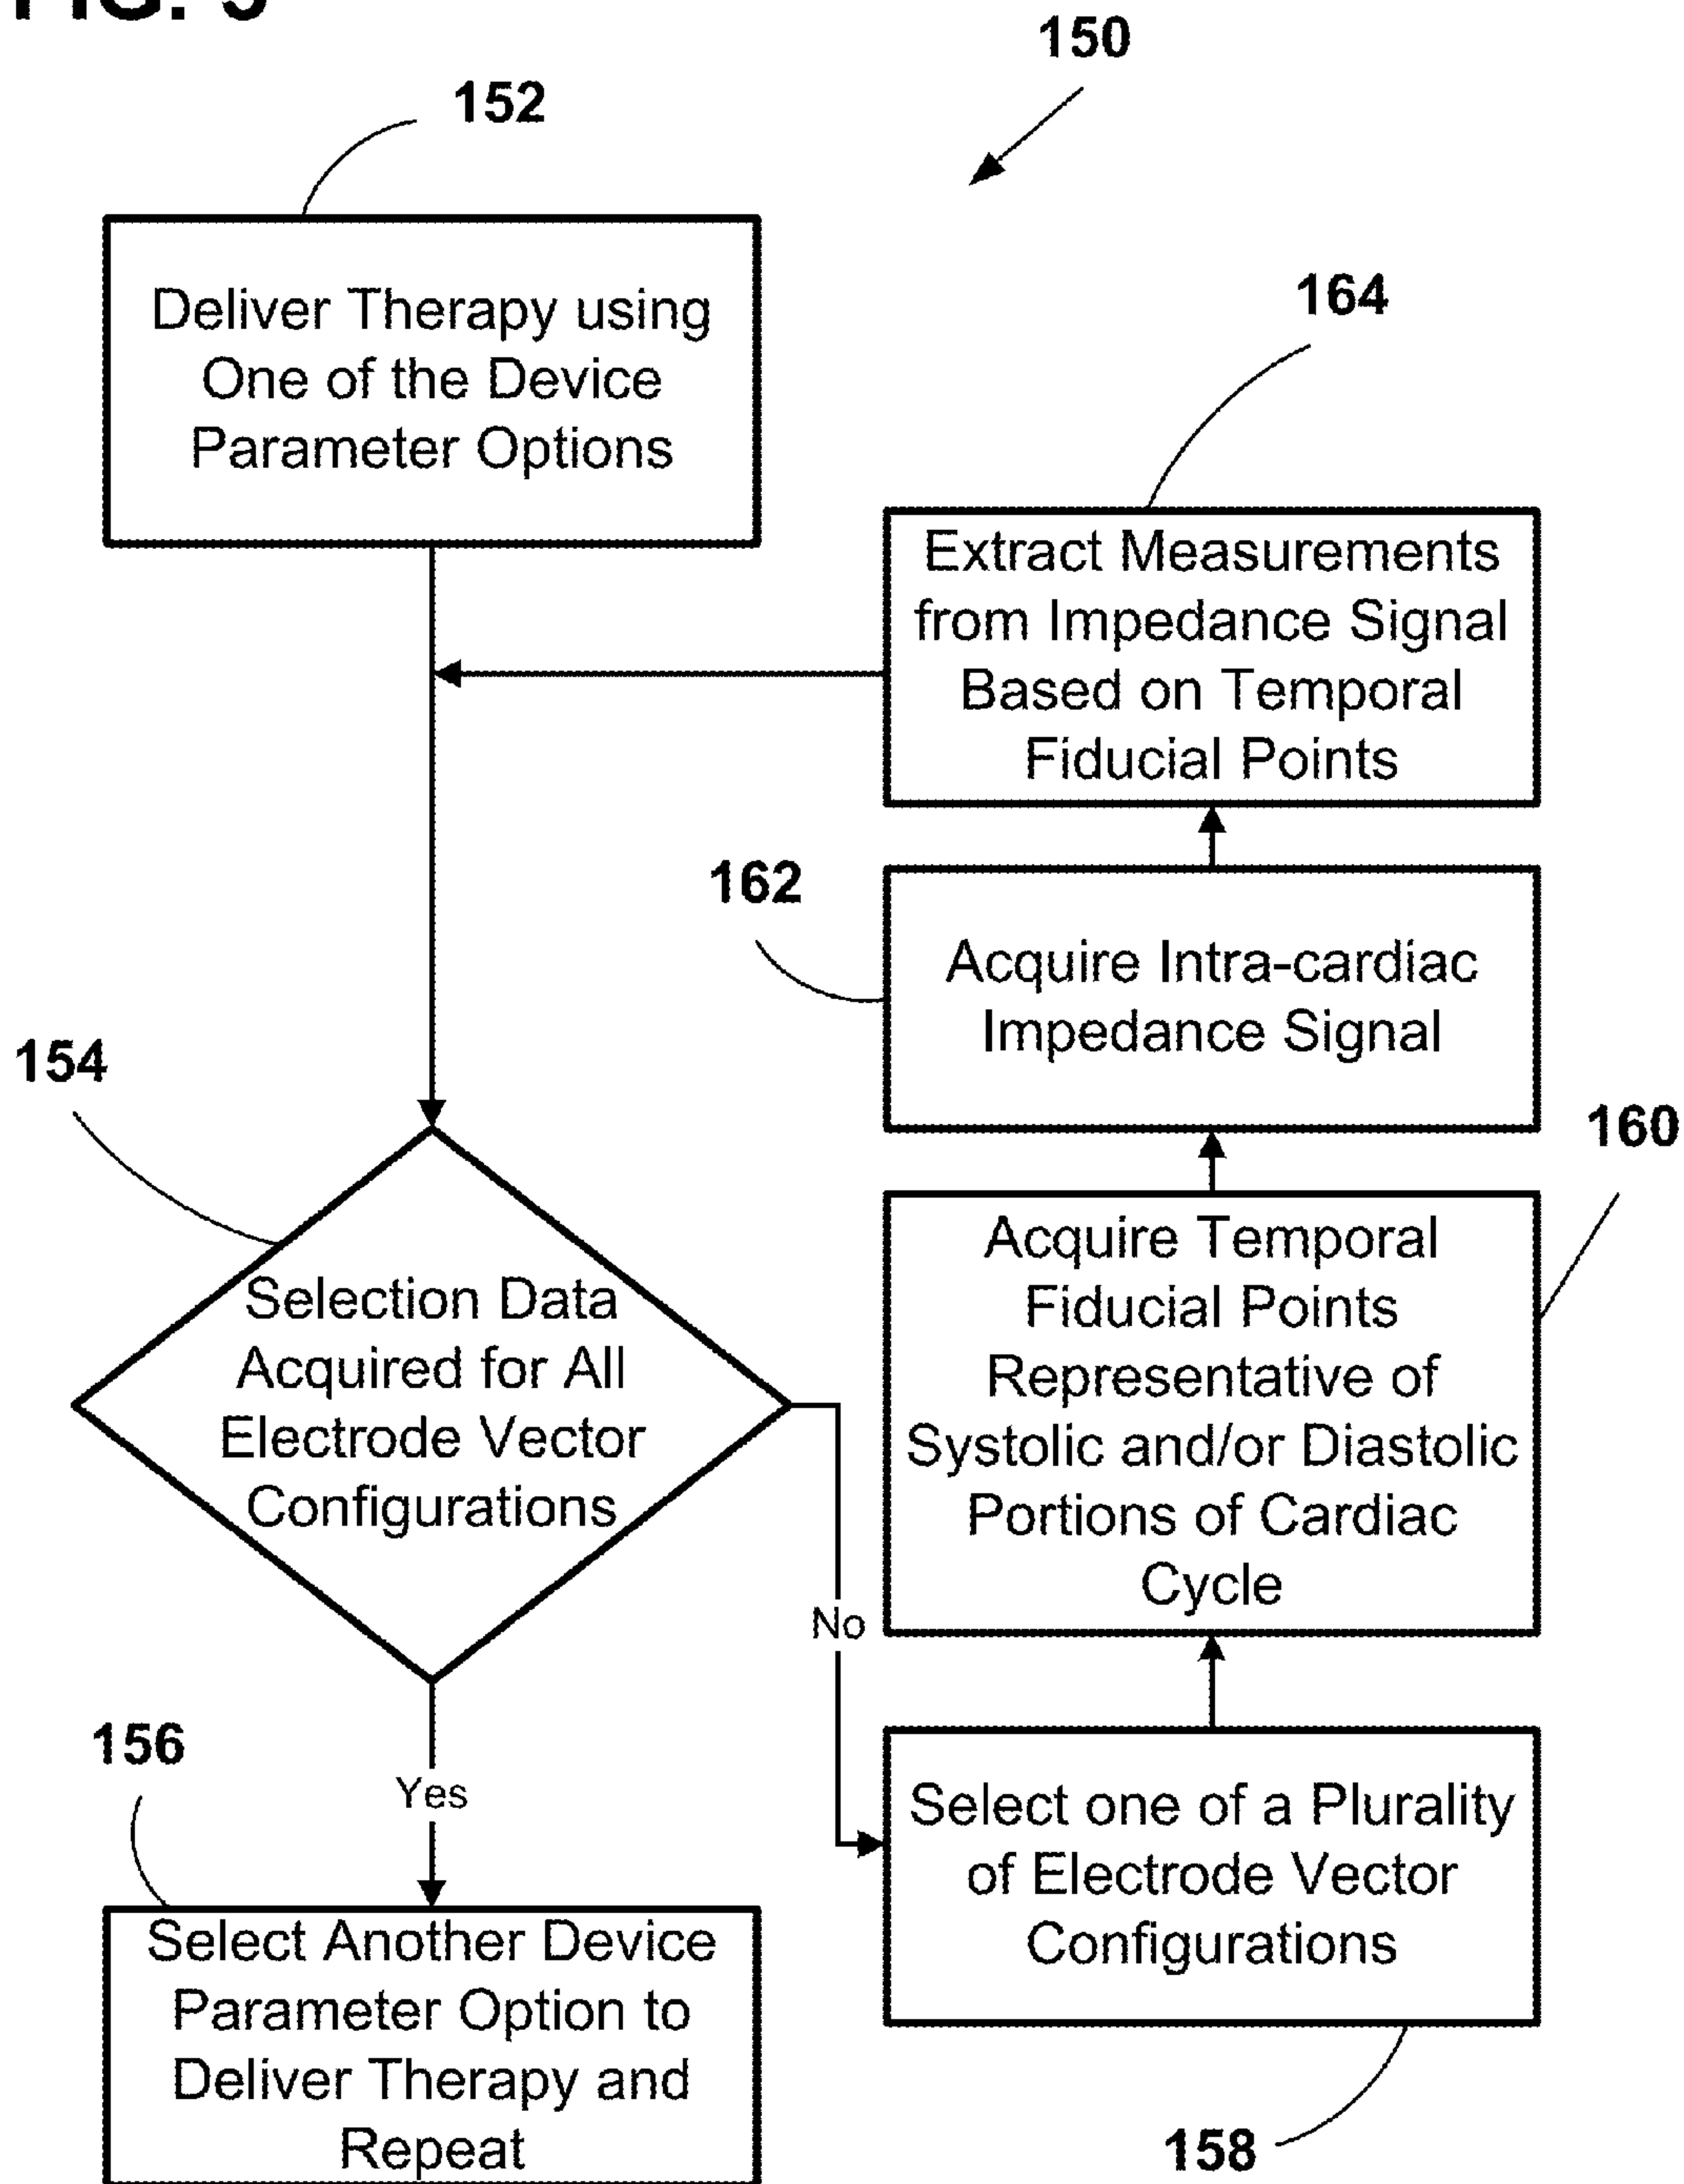 150
152
Deliver Therapy using
One of the Device
Parameter Options
164
Extract Measurements
from Impedance Signal
Based on Temporal
Fiducial Points
162
Acquire Intra-cardiac
Impedance Signal
154
160
Selection Data
Acquired for All
Electrode Vector
Configurations
Acquire Temporal
Fiducial Points
Representative of
Systolic and/or Diastolic
Portions of Cardiac
Cycle
No
156
Yes
Select one of a Plurality
of Electrode Vector
Configurations
Select Another Device
Parameter Option to
Deliver Therapy and
Repeat
158